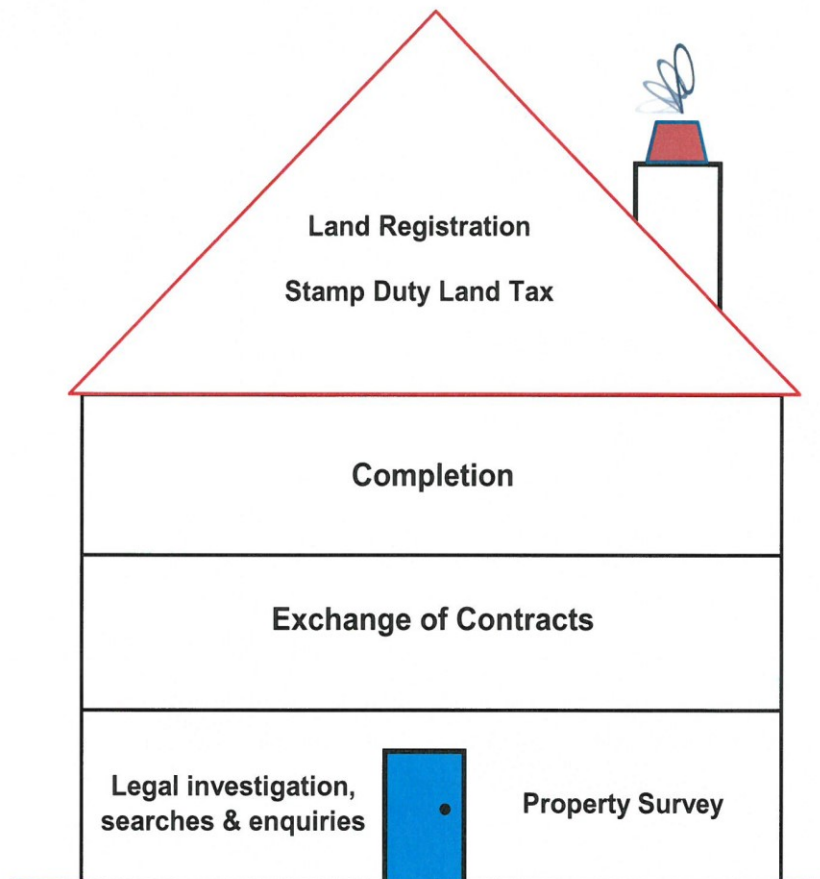 Land Registration
Stamp Duty Land Tax
Completion
Exchange of Contracts
Legal investigation,
searches & enquiries
Property Survey